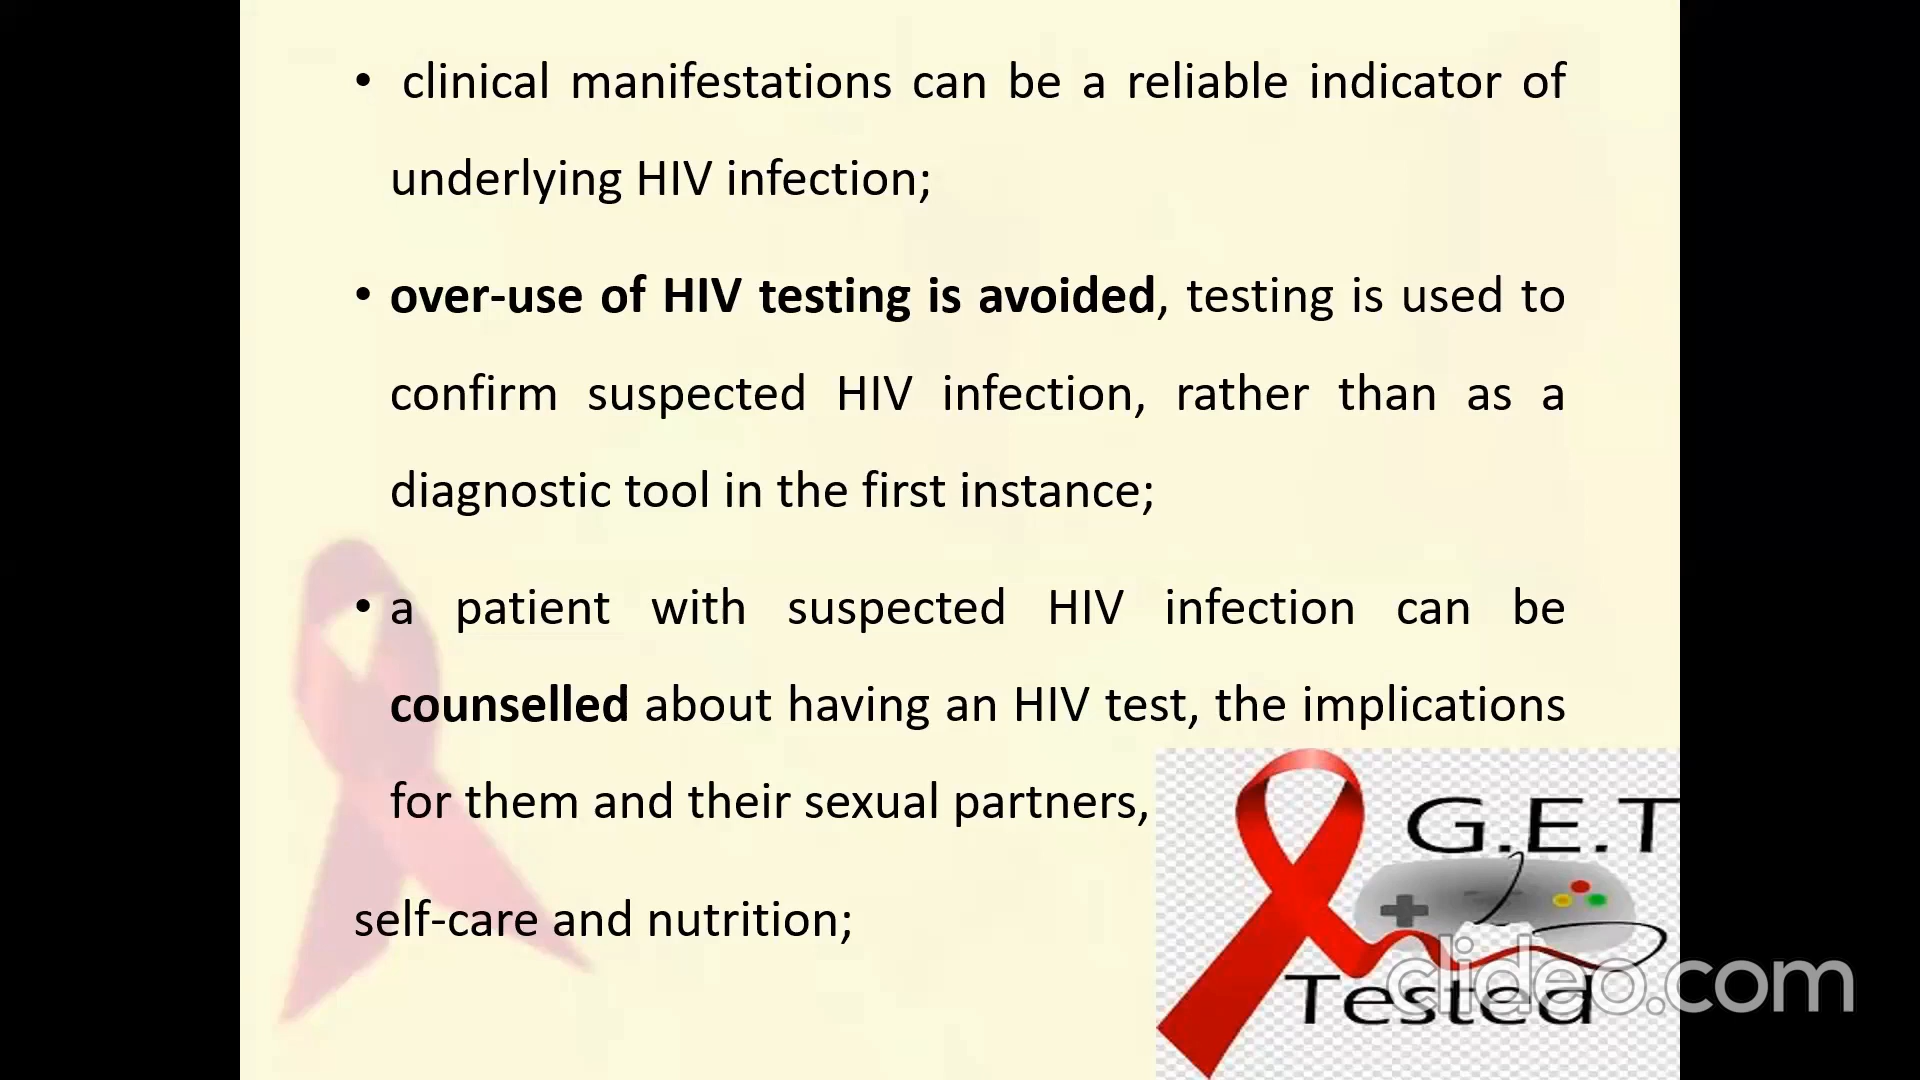 • clinical manifestations can be a reliable indicator of
underlying HIV infection;
• over-use of HIV testing is avoided, testing is used to
confirm suspected HIV infection, rather than as a
diagnostic tool in the first instance;
• a patient with suspected HIV infection can be
counselled about having an HIV test, the implications
for them and their sexual partners,
self-care and nutrition;
G.E.T
Tested
clideo.com